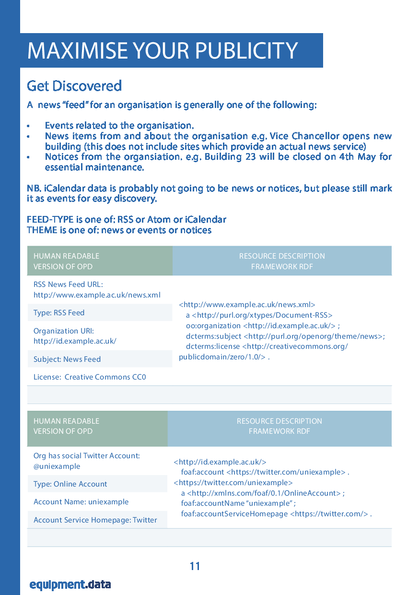 MAXIMISE YOUR PUBLICITY
Get Discovered
A news “feed” for an organisation is generally one of the following:
• Events related to the organisation.
• News items from and about the organisation e.g. Vice Chancellor opens new
building (this does not include sites which provide an actual news service)
• Notices from the organsiation. e.g. Building 23 will be closed on 4th May for
essential maintenance.
NB. iCalendar data is probably not going to be news or notices, but please still mark
it as events for easy discovery.
FEED-TYPE is one of: RSS or Atom or iCalendar
THEME is one of: news or events or notices
HUMAN READABLE
VERSION OF OPD
RESOURCE DESCRIPTION
FRAMEWORK RDF
RSS News Feed URL:
http://www.example.ac.uk/news.xml
Type: RSS Feed
Organization URI:
http://id.example.ac.uk/
Subject: News Feed
License: Creative Commons CC0
<http://www.example.ac.uk/news.xml>
a <http://purl.org/xtypes/Document-RSS>
oo:organization <http://id.example.ac.uk/> ;
dcterms:subject <http://purl.org/openorg/theme/news>;
dcterms:license <http://creativecommons.org/
publicdomain/zero/1.0/> .
HUMAN READABLE
VERSION OF OPD
RESOURCE DESCRIPTION
FRAMEWORK RDF
Org has social Twitter Account:
@uniexample
Type: Online Account
Account Name: uniexample
Account Service Homepage: Twitter
<http://id.example.ac.uk/>
foaf:account <https://twitter.com/uniexample> .
<https://twitter.com/uniexample>
a <http://xmlns.com/foaf/0.1/OnlineAccount> ;
foaf:accountName "uniexample" ;
foaf:accountServiceHomepage <https://twitter.com/> .
11
equipment.data